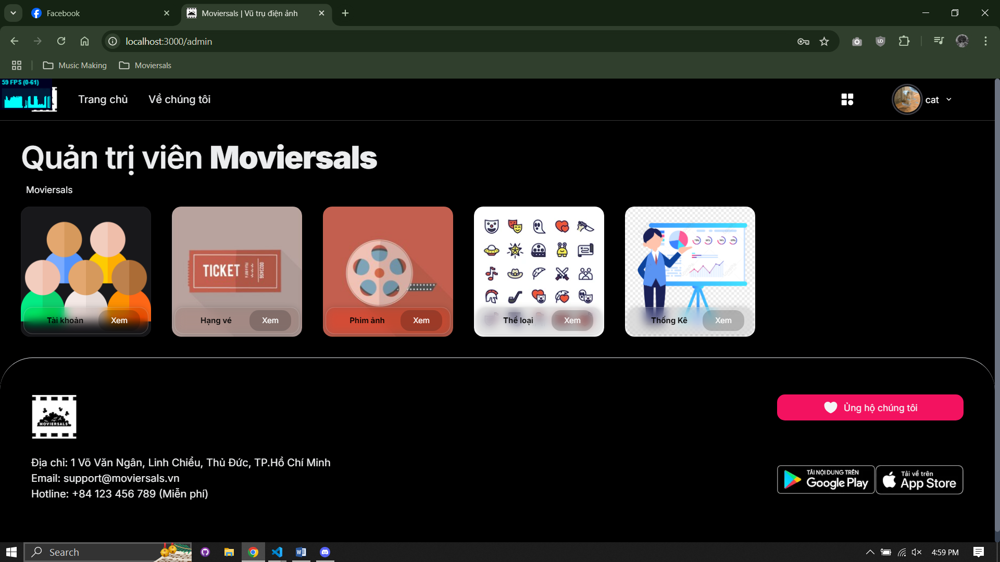 Facebook
Moviersals | Vũ trụ điện ảnh
localhost:3000/admin
Music Making
Moviersals
59 FPS (0-61)
Trang chủ
Về chúng tôi
cat
Quản trị viên Moviersals
Moviersals
TICKET
0023456
Tài khoản
Xem
Hạng vé
Xem
Phim ảnh
Xem
Thể loại
Xem
Thống Kê
Xem
MOVIERSALS
Ủng hộ chúng tôi
Địa chỉ: 1 Võ Văn Ngân, Linh Chiểu, Thủ Đức, TP.Hồ Chí Minh
Email: support@moviersals.vn
Hotline: +84 123 456 789 (Miễn phí)
TẢI NỘI DUNG TRÊN
Google Play
Tải về trên
App Store
Search
4:59 PM